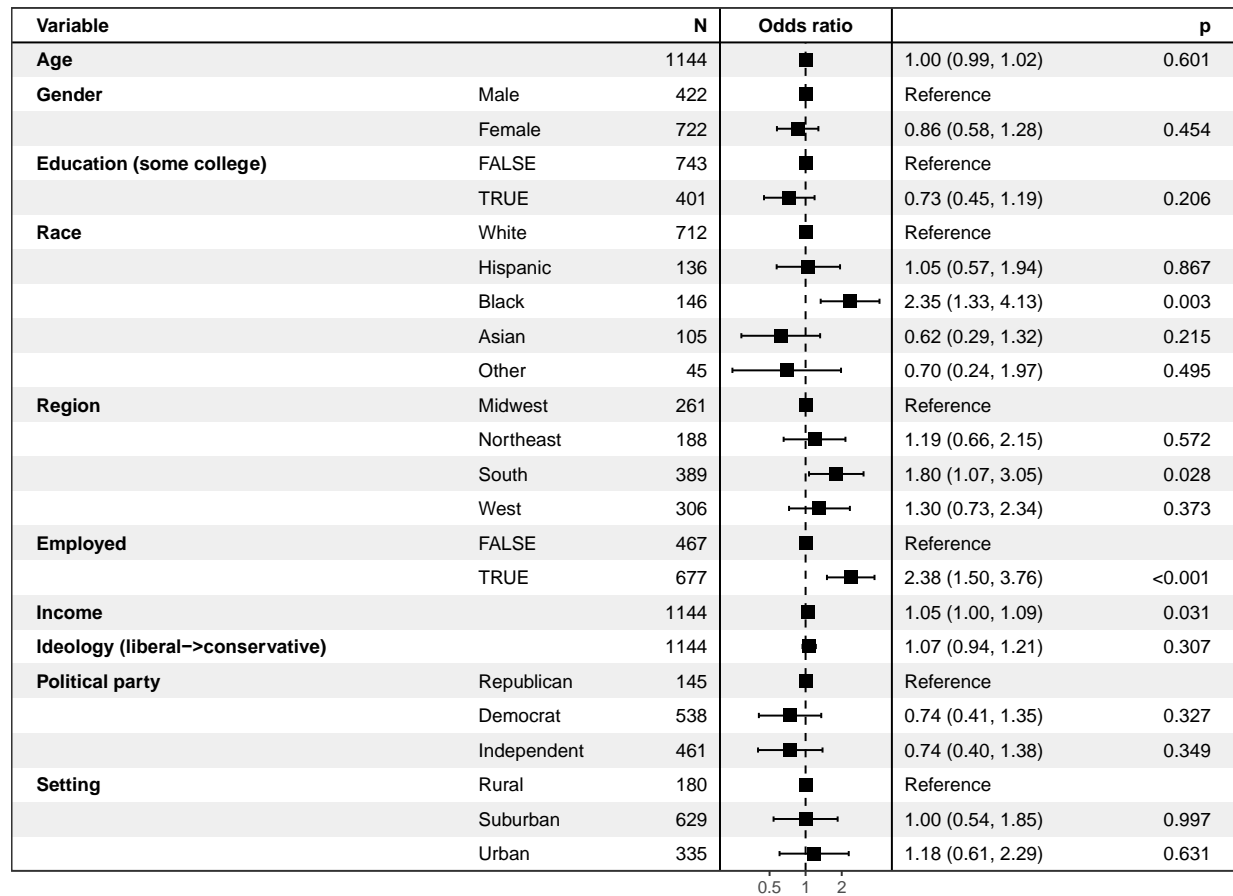 Variable N Odds ratio p
Age 1144 1.00 (0.99, 1.02) 0.601
Gender Male 422 Reference
Female 722 0.86 (0.58, 1.28) 0.454
Education (some college) FALSE 743 Reference
TRUE 401 0.73 (0.45, 1.19) 0.206
Race White 712 Reference
Hispanic 136 1.05 (0.57, 1.94) 0.867
Black 146 2.35 (1.33, 4.13) 0.003
Asian 105 0.62 (0.29, 1.32) 0.215
Other 45 0.70 (0.24, 1.97) 0.495
Region Midwest 261 Reference
Northeast 188 1.19 (0.66, 2.15) 0.572
South 389 1.80 (1.07, 3.05) 0.028
West 306 1.30 (0.73, 2.34) 0.373
Employed FALSE 467 Reference
TRUE 677 2.38 (1.50, 3.76) <0.001
Income 1144 1.05 (1.00, 1.09) 0.031
Ideology (liberal−>conservative) 1144 1.07 (0.94, 1.21) 0.307
Political party Republican 145 Reference
Democrat 538 0.74 (0.41, 1.35) 0.327
Independent 461 0.74 (0.40, 1.38) 0.349
Setting Rural 180 Reference
Suburban 629 1.00 (0.54, 1.85) 0.997
Urban 335 1.18 (0.61, 2.29) 0.631
0.5 1 2